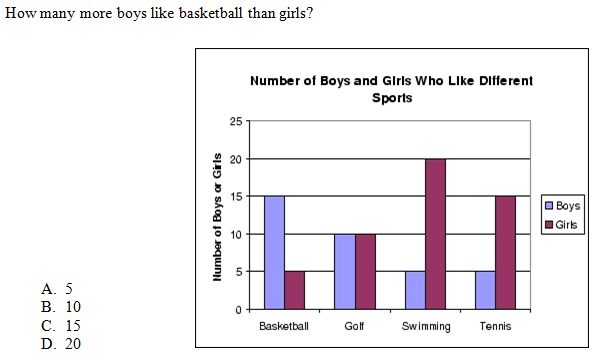 How many more boys like basketball than girls?
Number of Boys and Girls Who Like Different
Sports
Number of Boys or Girls
25
20
15
10
5
0
Basketball Golf Swimming Tennis
Boys
Girls
A. 5
B. 10
C. 15
D. 20